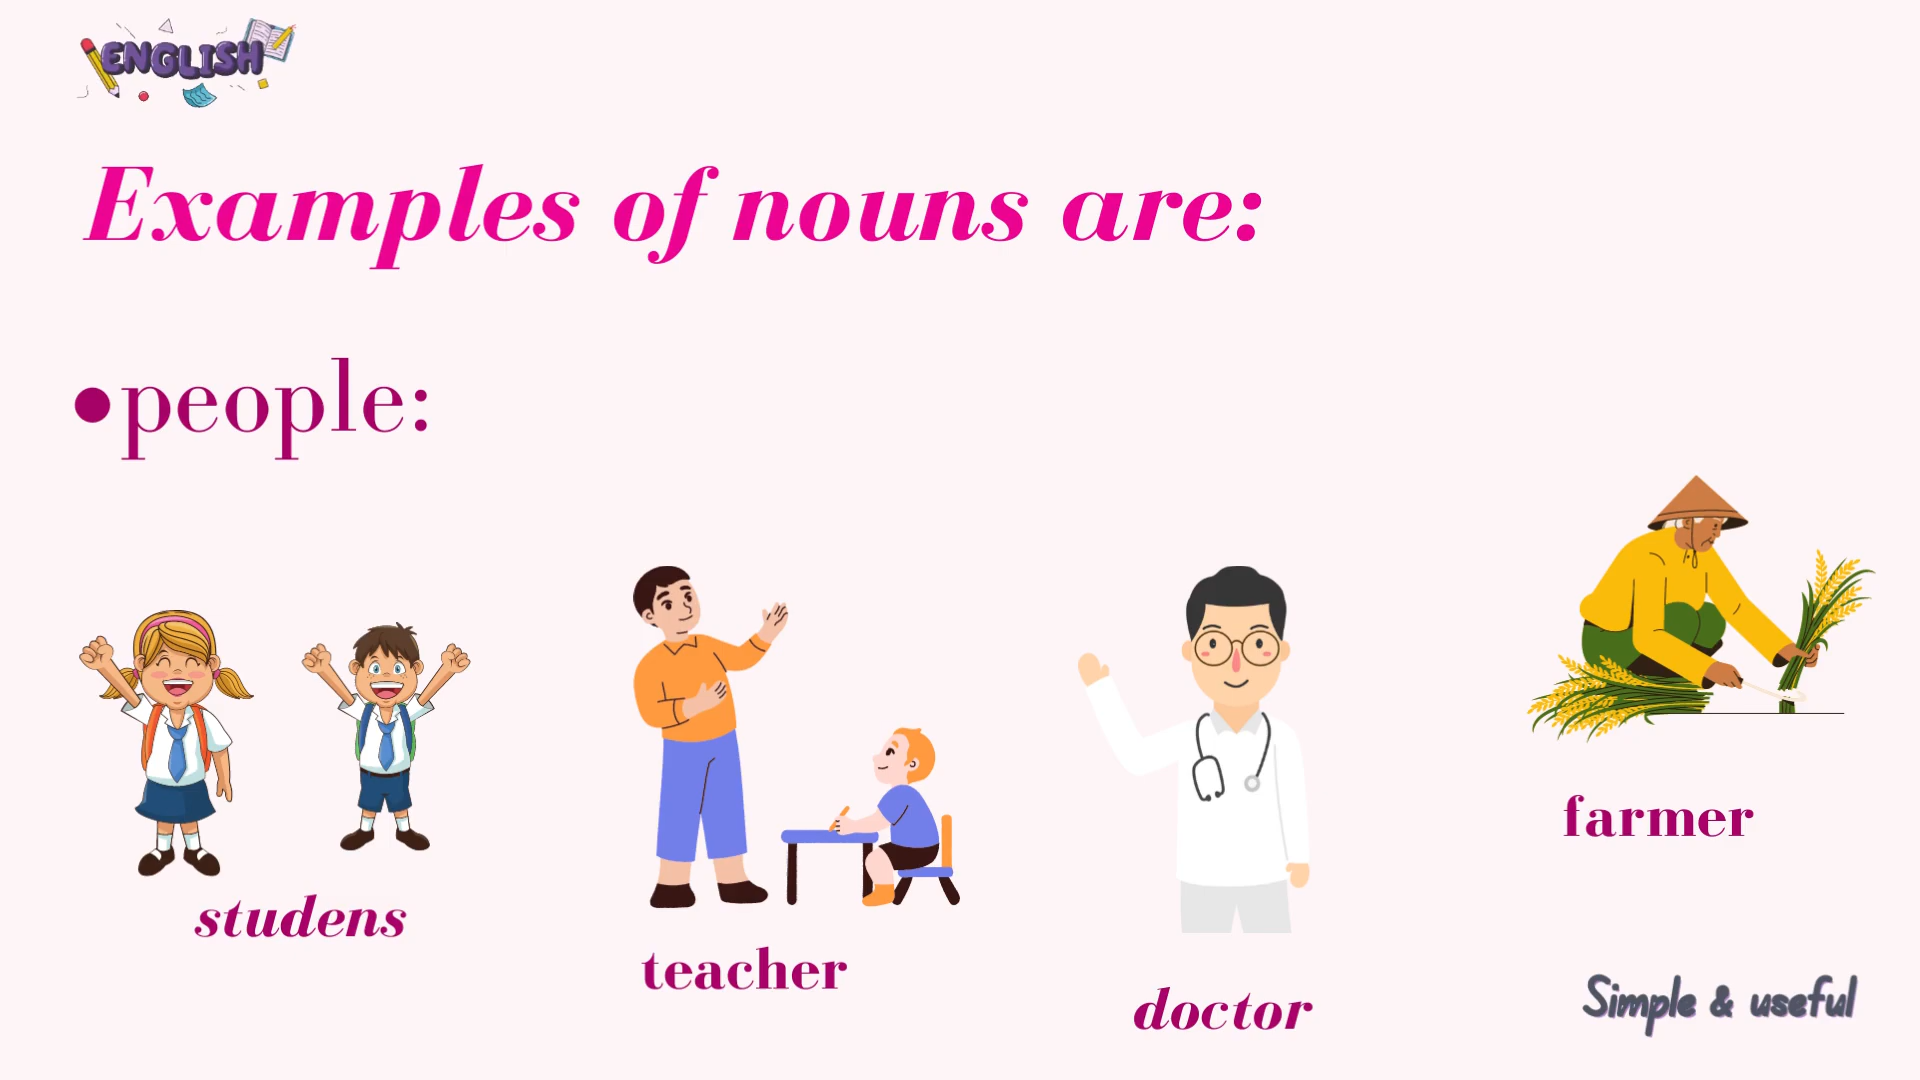 ENGLISH
Examples of nouns are:
•people:
studens
teacher
doctor
farmer
Simple & useful